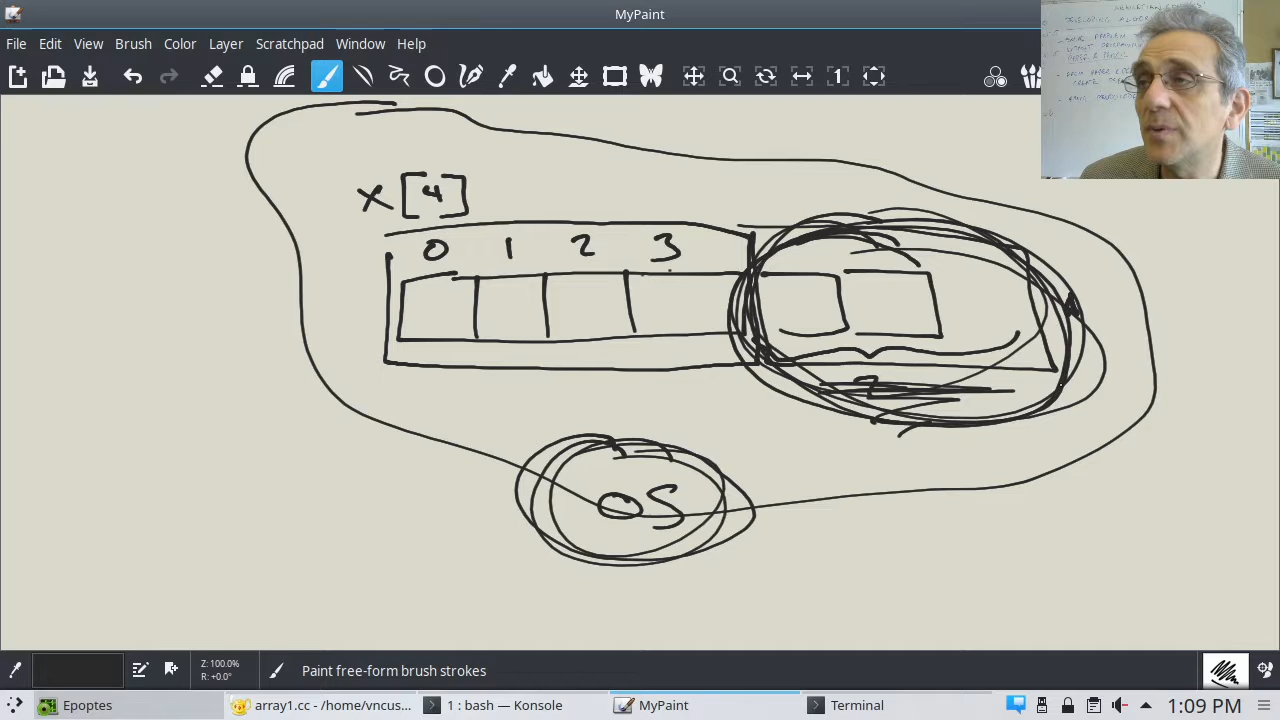 MyPaint
File Edit View Brush Color Layer Scratchpad Window Help
DEVELOPING
x [4]
0 1 2 3
2
OS
Z: 100.0%
R: +0.0°
Paint free-form brush strokes
Epoptes array1.cc - /home/vncus... 1 : bash — Konsole MyPaint Terminal 1:09 PM